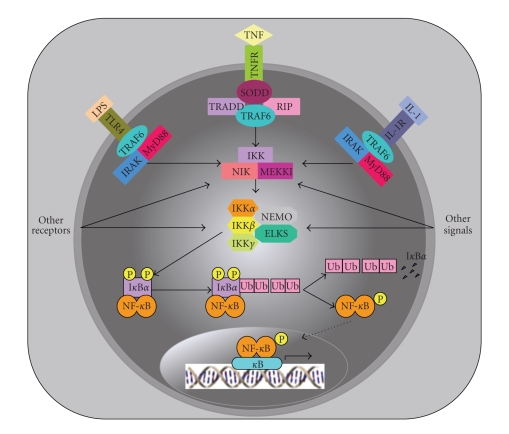 TNF
TNFR
SODD
TRADD
RIP
TRAF6
LPS
TLR4
TRAF6
IRAK
MyD88
IL-1
IL-1R
TRAF6
IRAK
MyD88
IKK
NIK
MEKKI
Other
receptors
Other
signals
IKKα
IKKβ
IKKγ
NEMO
ELKS
P P
IκBα
NF-κB
P P
IκBα
NF-κB
Ub Ub Ub Ub
Ub Ub Ub Ub
IκBα
NF-κB
P
NF-κB
P
κB